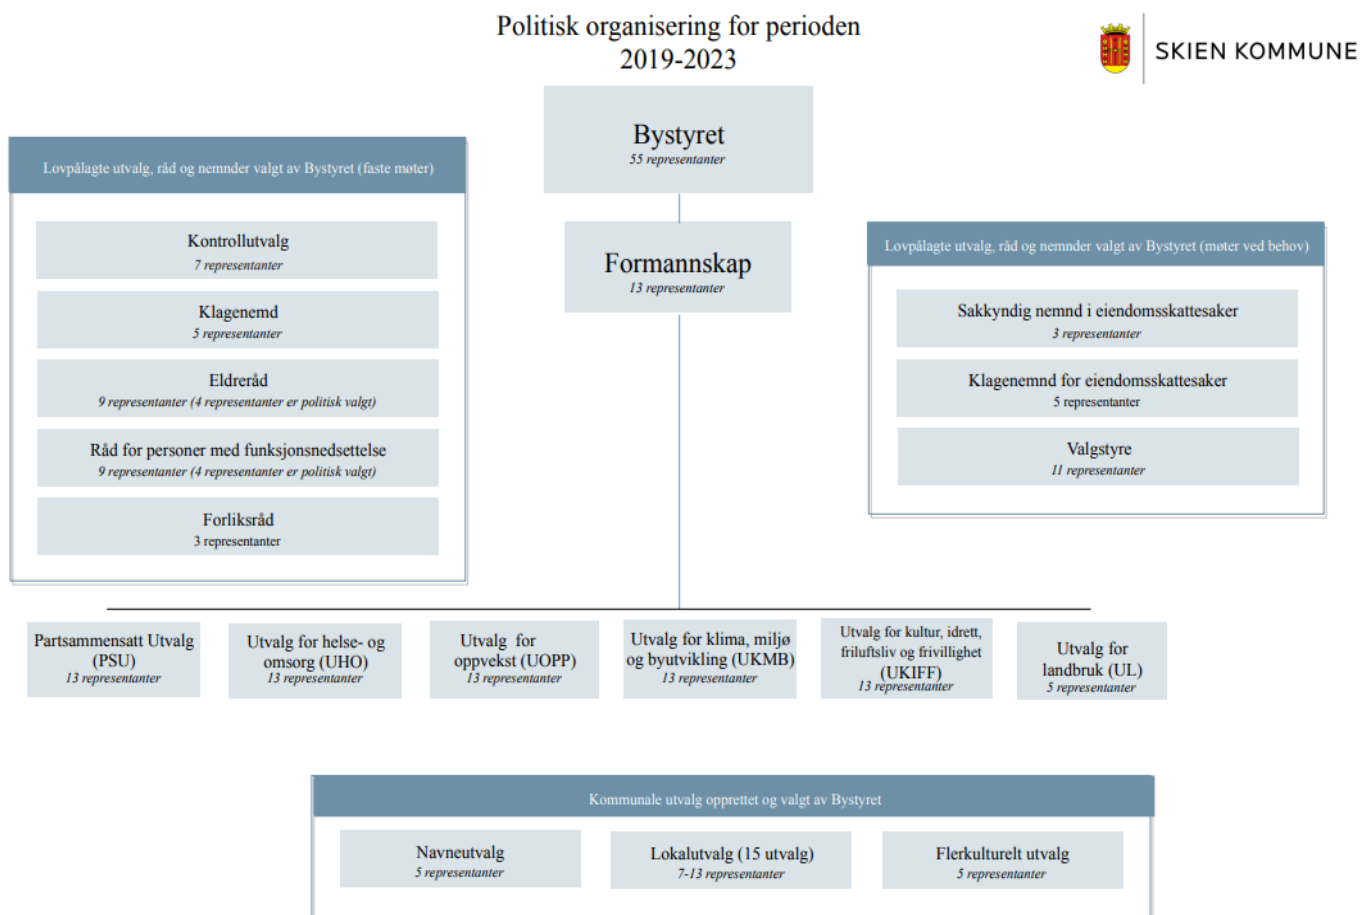 Politisk organisering for perioden
2019-2023
SKIEN KOMMUNE
Bystyret
55 representanter
Formannskap
13 representanter
Lovpålagte utvalg, råd og nemnder valgt av Bystyret (faste møter)
Kontrollutvalg
7 representanter
Klagenemd
5 representanter
Eldreråd
9 representanter (4 representanter er politisk valgt)
Råd for personer med funksjonsnedsettelse
9 representanter (4 representanter er politisk valgt)
Forliksråd
3 representanter
Lovpålagte utvalg, råd og nemnder valgt av Bystyret (møter ved behov)
Sakkyndig nemnd i eiendomsskattesaker
3 representanter
Klagenemnd for eiendomsskattesaker
5 representanter
Valgstyre
11 representanter
Partsammensatt Utvalg
(PSU)
13 representanter
Utvalg for helse- og
omsorg (UHO)
13 representanter
Utvalg for
oppvekst (UOPP)
13 representanter
Utvalg for klima, miljø
og byutvikling (UKMB)
13 representanter
Utvalg for kultur, idrett,
friluftsliv og frivillighet
(UKIFF)
13 representanter
Utvalg for
landbruk (UL)
5 representanter
Kommunale utvalg opprettet og valgt av Bystyret
Navneutvalg
5 representanter
Lokalutvalg (15 utvalg)
7-13 representanter
Flerkulturelt utvalg
5 representanter